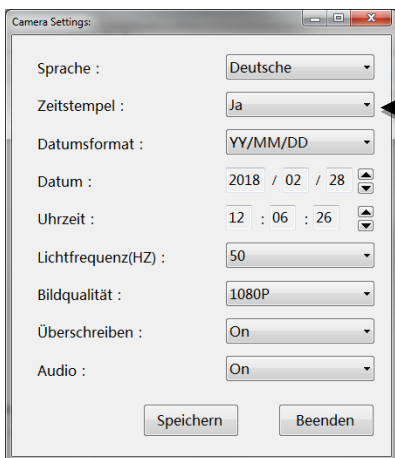 Camera Settings:
Sprache : Deutsche
Zeitstempel : Ja
Datumsformat : YY/MM/DD
Datum : 2018 / 02 / 28
Uhrzeit : 12 : 06 : 26
Lichtfrequenz(HZ) : 50
Bildqualität : 1080P
Überschreiben : On
Audio : On
Speichern Beenden